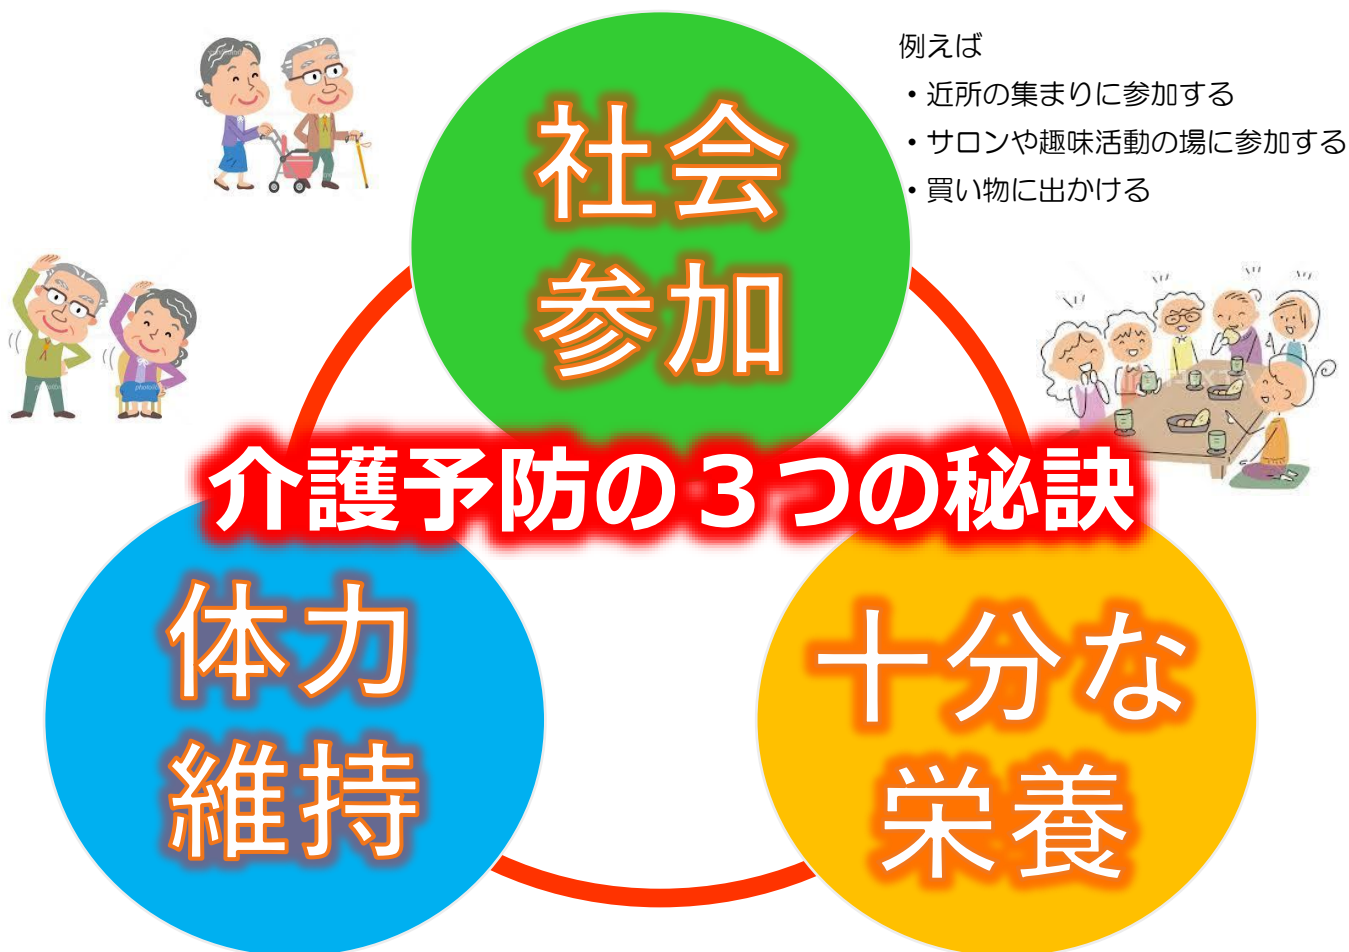 例えば
・近所の集まりに参加する
・サロンや趣味活動の場に参加する
・買い物に出かける
社会
参加
介護予防の３つの秘訣
体力
維持
十分な
栄養